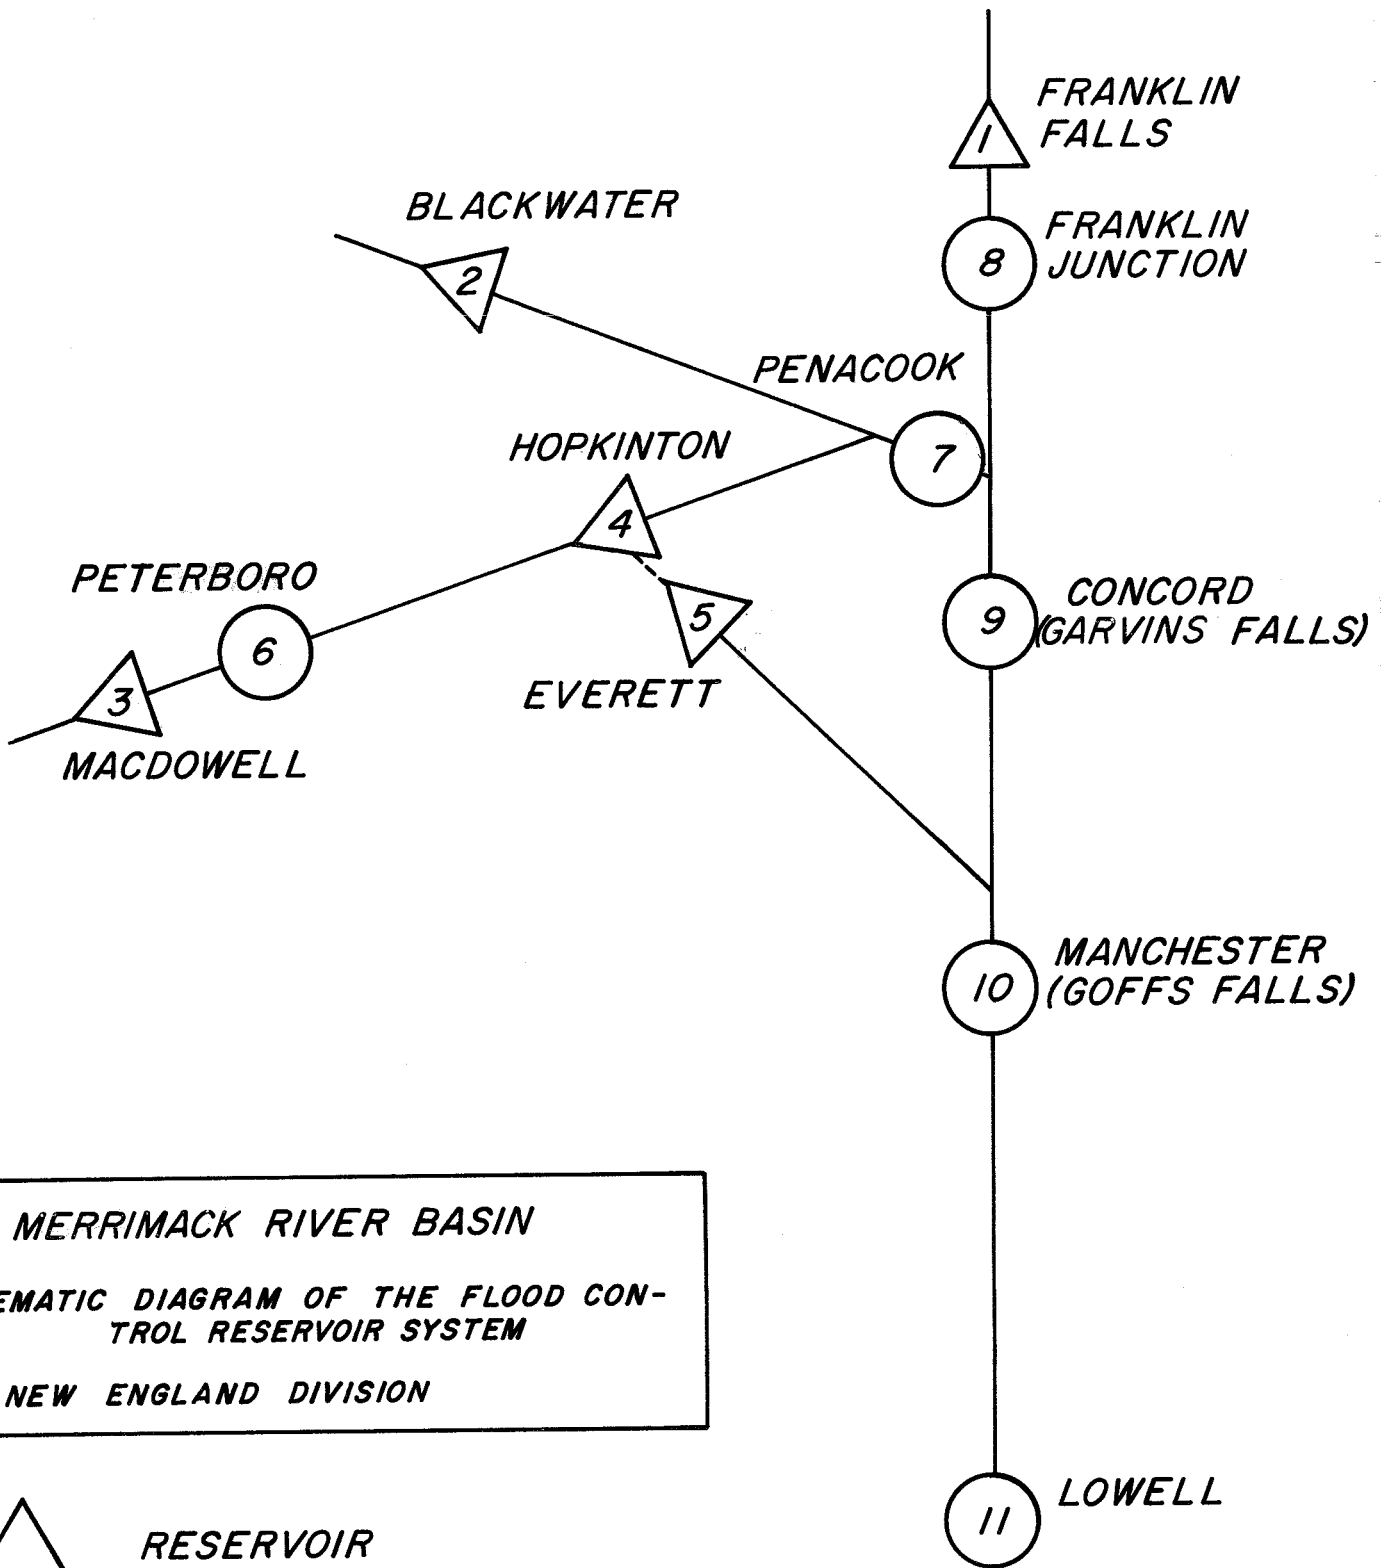 FRANKLIN
FALLS
1
BLACKWATER
2
FRANKLIN
JUNCTION
8
PENACOOK
7
HOPKINTON
4
PETERBORO
6
5
CONCORD
(GARVINS FALLS)
9
EVERETT
3
MACDOWELL
MANCHESTER
(GOFFS FALLS)
10
MERRIMACK RIVER BASIN
EMATIC DIAGRAM OF THE FLOOD CON-
TROL RESERVOIR SYSTEM
NEW ENGLAND DIVISION
LOWELL
11
RESERVOIR